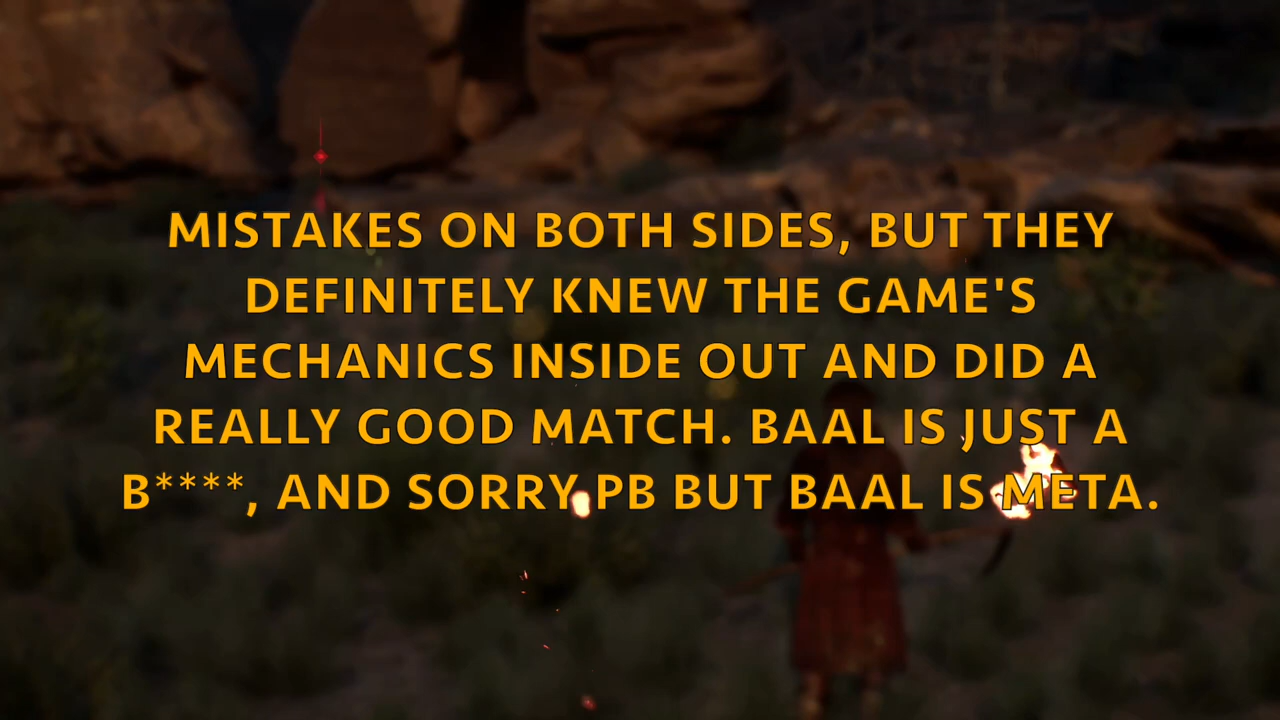 MISTAKES ON BOTH SIDES, BUT THEY
DEFINITELY KNEW THE GAME'S
MECHANICS INSIDE OUT AND DID A
REALLY GOOD MATCH. BAAL IS JUST A
B****, AND SORRY PB BUT BAAL IS META.